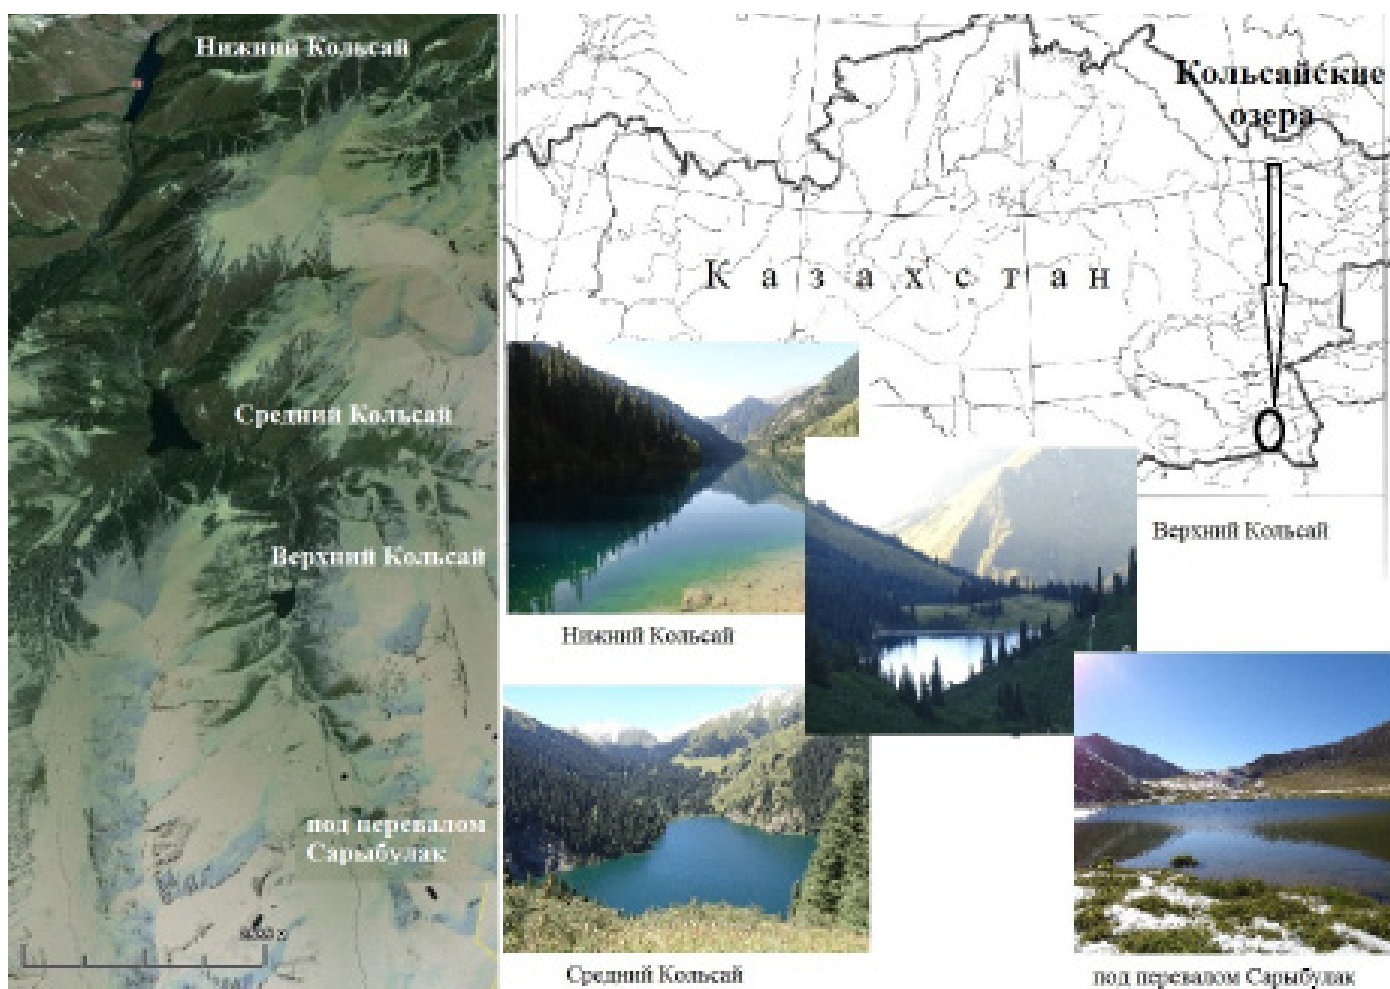 Нижний Кольсай
Кольсайские
озера
Казахстан
Средний Кольсай
Верхний Кольсай
Верхний Кольсай
Нижний Кольсай
под перевалом
Сарыбулак
Средний Кольсай
под перевалом Сарыбулак